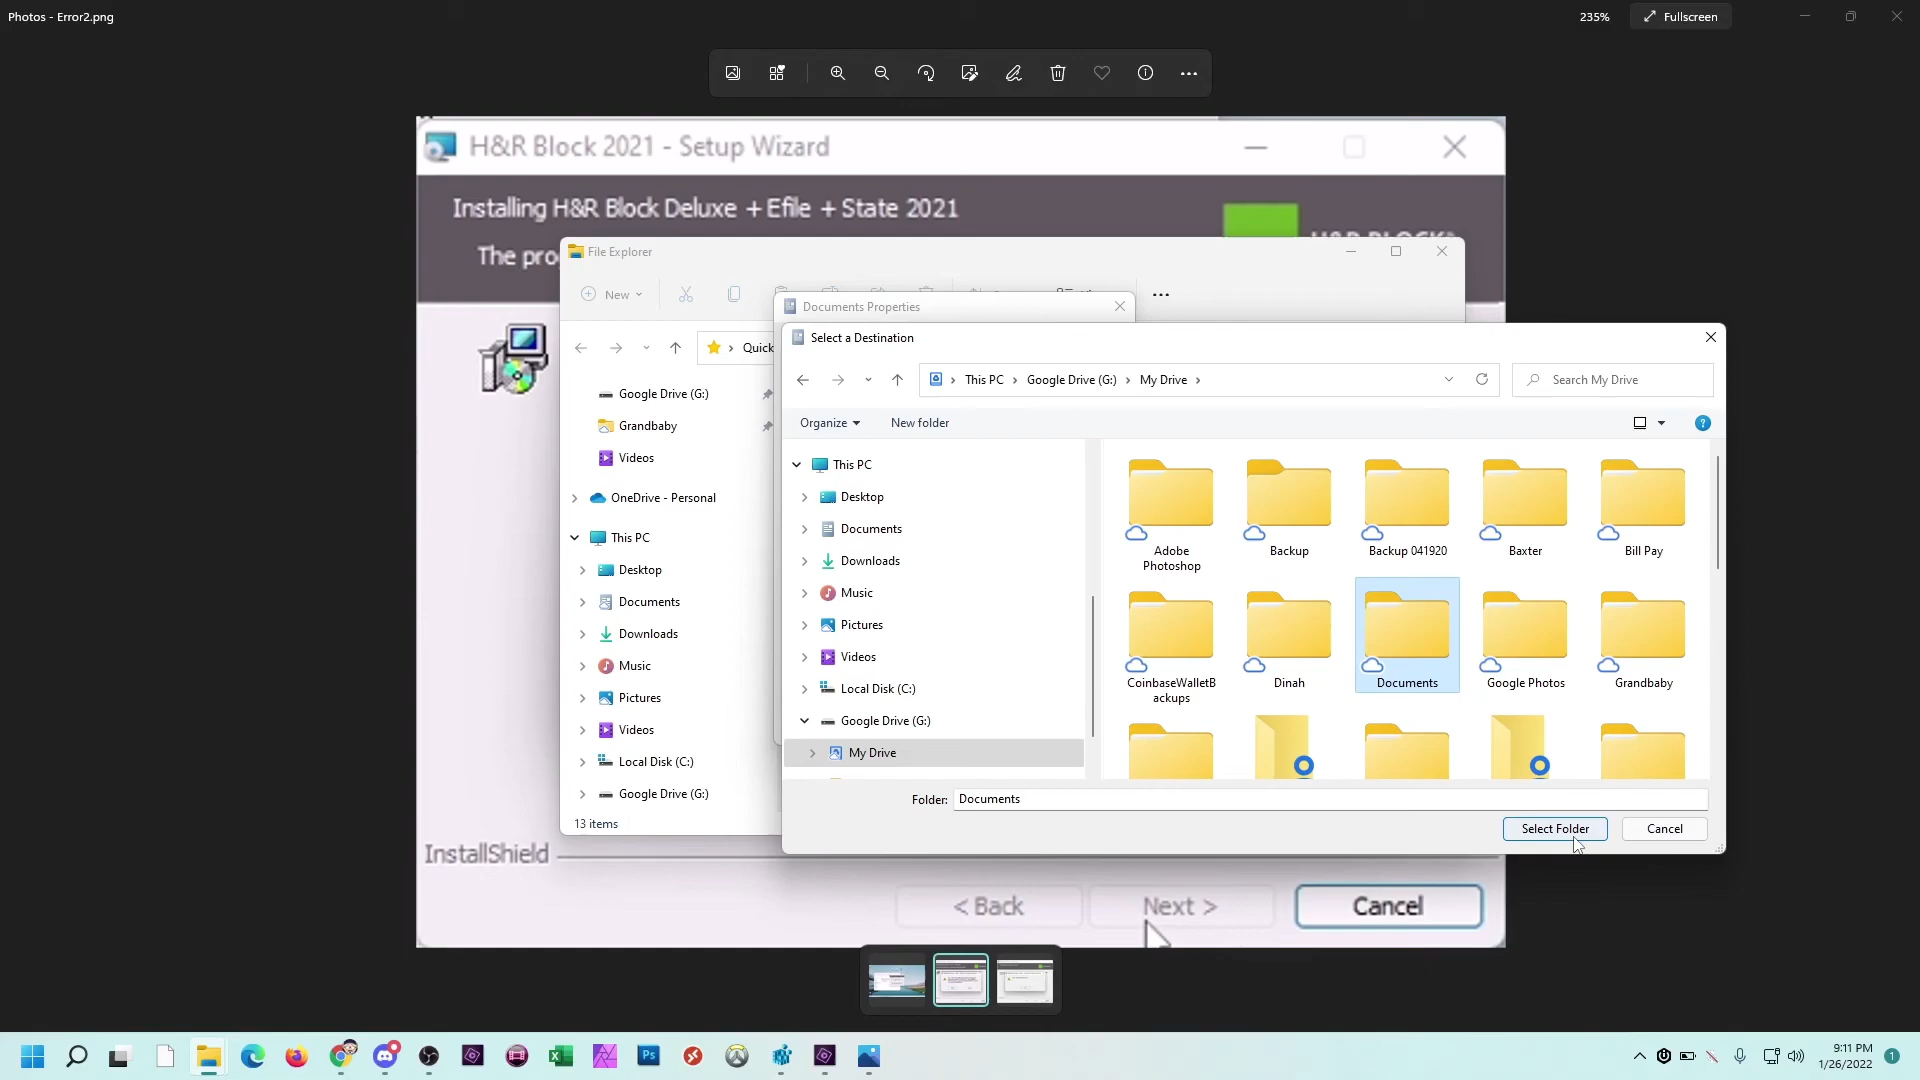 Photos - Error2.png
235%
Fullscreen
H&R Block 2021 - Setup Wizard
Installing H&R Block Deluxe + Efile + State 2021
The pro
File Explorer
New
Documents Properties
Select a Destination
Quick
This PC
Google Drive (G:)
My Drive
Search My Drive
Organize
New folder
Google Drive (G:)
Grandbaby
Videos
OneDrive - Personal
This PC
Desktop
Documents
Downloads
Music
Pictures
Videos
Local Disk (C:)
Google Drive (G:)
13 items
This PC
Desktop
Documents
Downloads
Music
Pictures
Videos
Local Disk (C:)
Google Drive (G:)
My Drive
Adobe
Photoshop
Backup
Backup 041920
Baxter
Bill Pay
CoinbaseWalletB
ackups
Dinah
Documents
Google Photos
Grandbaby
Folder: Documents
Select Folder
Cancel
InstallShield
< Back
Next >
Cancel
Ps
9:11 PM
1/26/2022
1